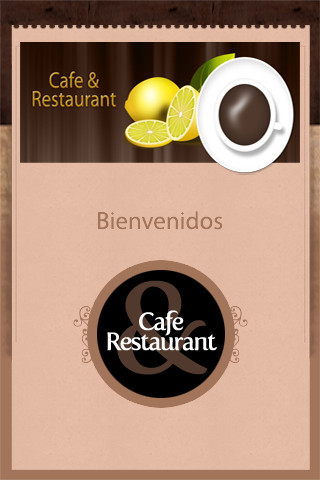 Cafe &
Restaurant
Bienvenidos
&
Cafe
Restaurant